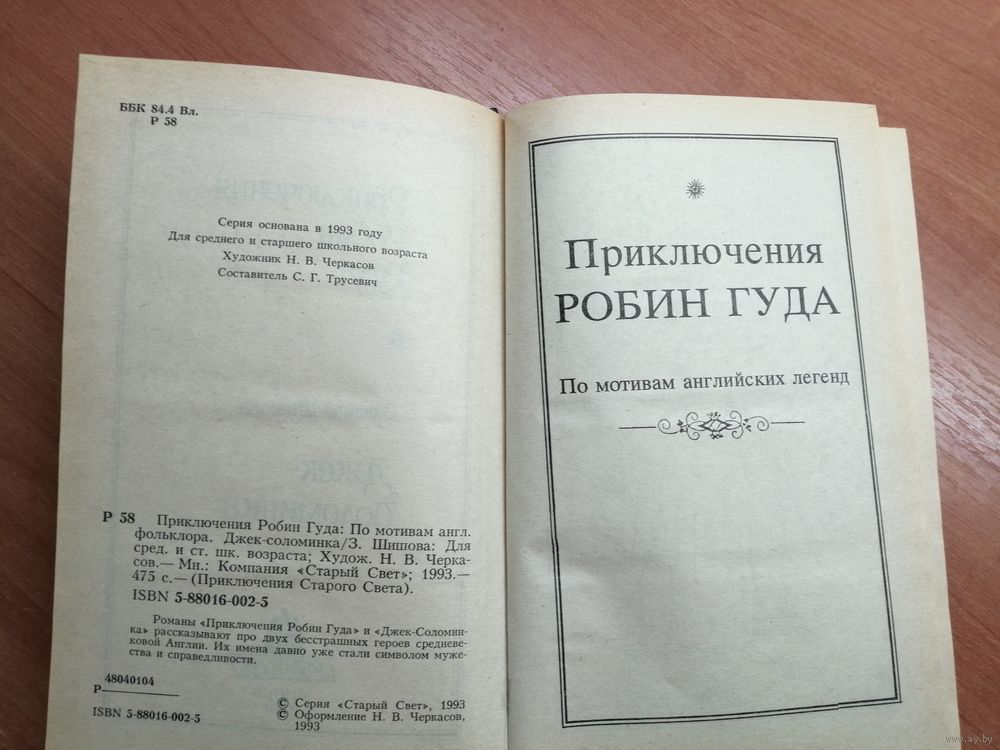 ББК 84.4 Вл.
Р 58
Серия основана в 1993 году
Для среднего и старшего школьного возраста
Художник Н. В. Черкасов
Составитель С. Г. Трусевич
Р 58 Приключения Робин Гуда: По мотивам англ.
фольклора. Джек-соломинка/З. Шишова: Для
сред. и ст. шк. возраста; Худож. Н. В. Черка-
сов.— Мн.: Компания «Старый Свет»; 1993.—
475 с.— (Приключения Старого Света).
ISBN 5-88016-002-5
Романы «Приключения Робин Гуда» и «Джек-Соломин-
ка» рассказывают про двух бесстрашных героев средневе-
ковой Англии. Их имена давно уже стали символом муже-
ства и справедливости.
48040104
Р
ISBN 5-88016-002-5
© Серия «Старый Свет», 1993
© Оформление Н. В. Черкасов,
1993
Приключения
РОБИН ГУДА
По мотивам английских легенд
www.ay.by